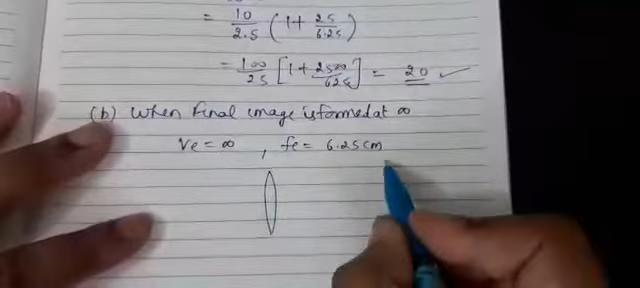 = 10/2.5 (1 + 25/6.25)
= 100/25 [1 + 2500/625] = 20 ✓
(b) When final image is formed at ∞
Ve = ∞ , fe = 6.25 cm